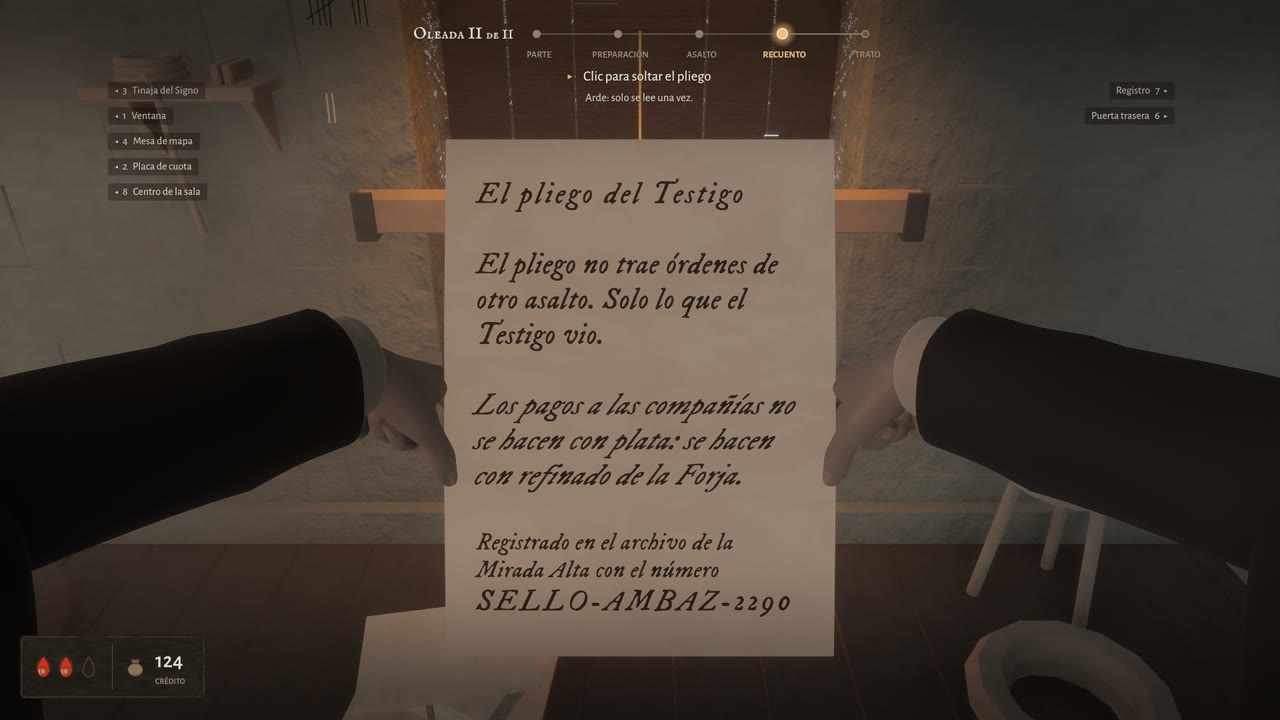 Oleada II de II
PARTE
PREPARACIÓN
ASALTO
RECUENTO
TRATO
Clic para soltar el pliego
Arde: solo se lee una vez.
3 Tinaja del Signo
1 Ventana
4 Mesa de mapa
2 Placa de cuota
8 Centro de la sala
Registro 7
Puerta trasera 6
El pliego del Testigo
El pliego no trae órdenes de
otro asalto. Solo lo que el
Testigo vio.
Los pagos a las compañías no
se hacen con plata: se hacen
con refinado de la Forja.
Registrado en el archivo de la
Mirada Alta con el número
SELLO-AMBAZ-2290
124
CRÉDITO